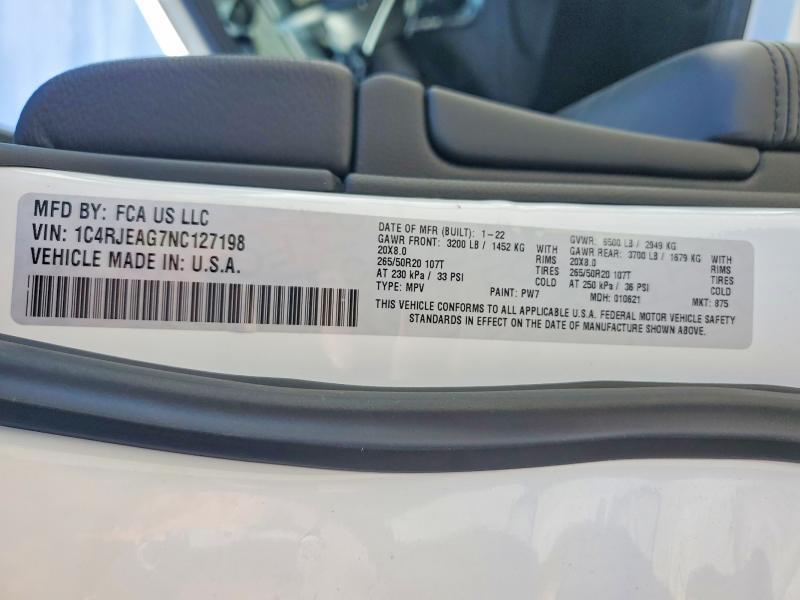 MFD BY: FCA US LLC
VIN: 1C4RJEAG7NC127198
VEHICLE MADE IN: U.S.A.
DATE OF MFR (BUILT): 1-22
GVWR: 6500 LB / 2949 KG
GAWR FRONT: 3200 LB / 1452 KG WITH
GAWR REAR: 3700 LB / 1679 KG WITH
20X8.0 RIMS
20X8.0 RIMS
265/50R20 107T TIRES
265/50R20 107T TIRES
AT 230 kPa / 33 PSI COLD
AT 250 kPa / 36 PSI COLD
TYPE: MPV PAINT: PW7 MDH: 010621 MKT: 875
THIS VEHICLE CONFORMS TO ALL APPLICABLE U.S.A. FEDERAL MOTOR VEHICLE SAFETY
STANDARDS IN EFFECT ON THE DATE OF MANUFACTURE SHOWN ABOVE.